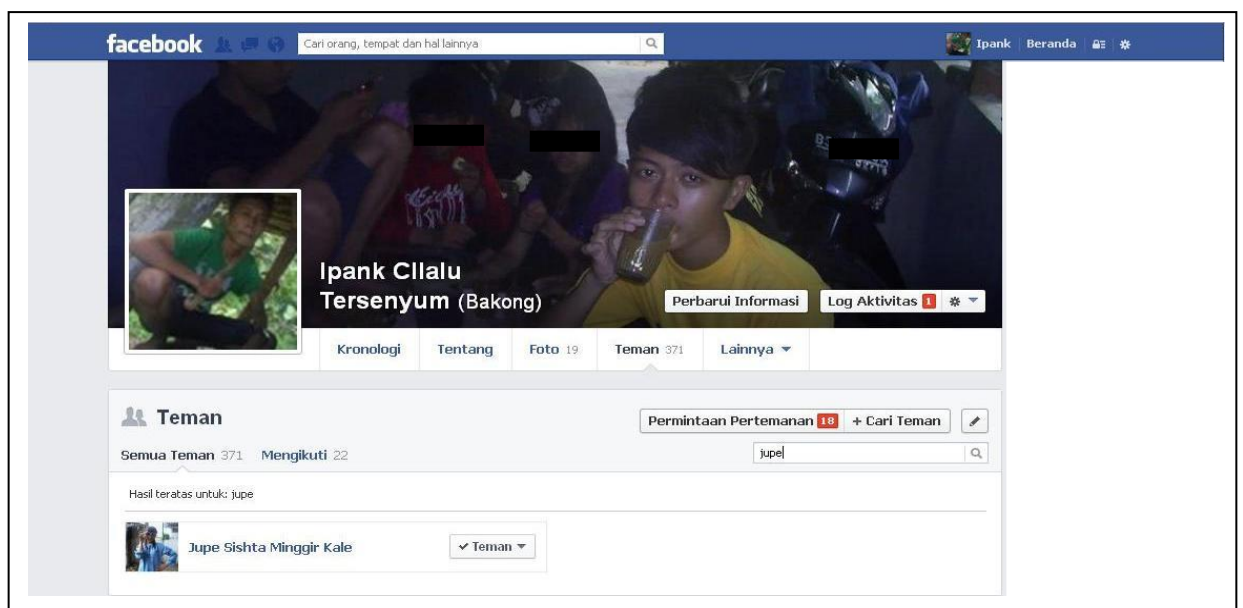 facebook Cari orang, tempat dan hal lainnya Ipank Beranda
Ipank CIlalu
Tersenyum (Bakong)
Perbarui Informasi Log Aktivitas 1
Kronologi Tentang Foto 19 Teman 371 Lainnya
Teman
Permintaan Pertemanan 18 + Cari Teman
Semua Teman 371 Mengikuti 22
jupe
Hasil teratas untuk: jupe
Jupe Sishta Minggir Kale Teman